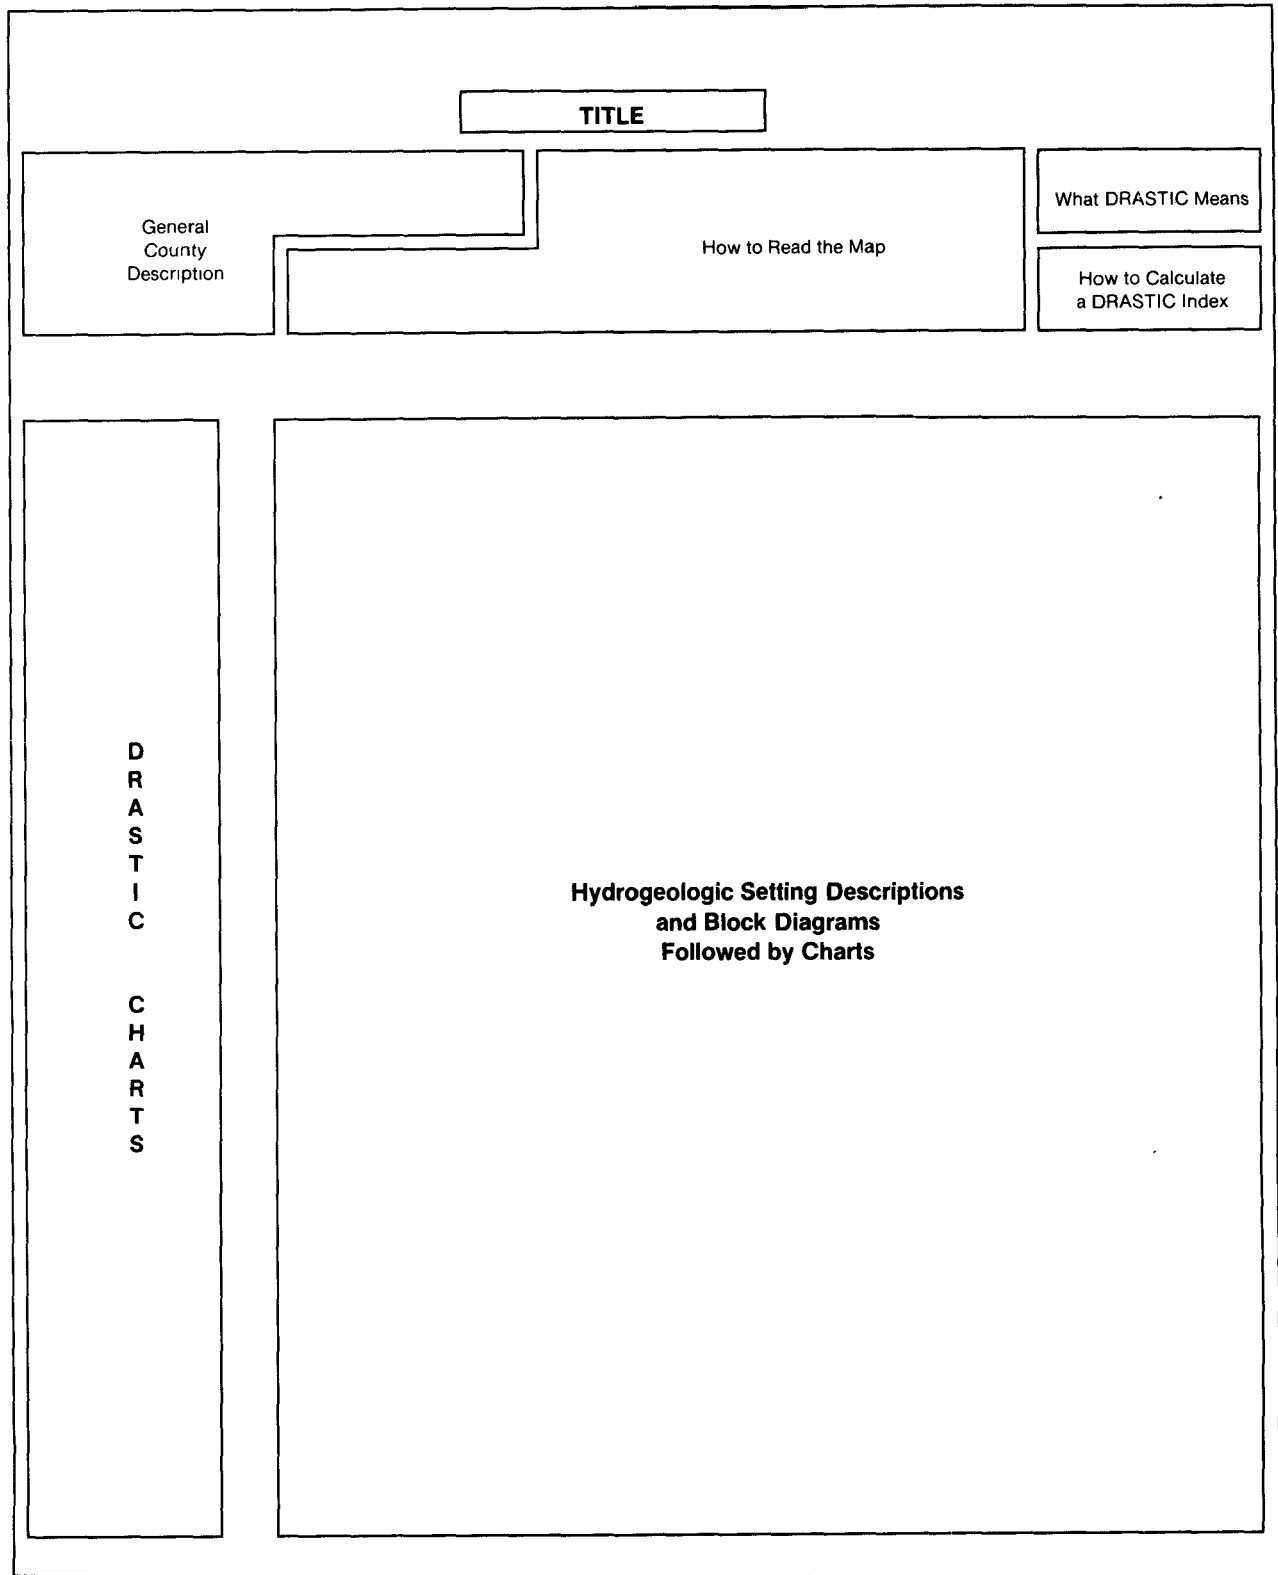 TITLE
General
County
Description
How to Read the Map
What DRASTIC Means
How to Calculate
a DRASTIC Index
D
R
A
S
T
I
C
C
H
A
R
T
S
Hydrogeologic Setting Descriptions
and Block Diagrams
Followed by Charts